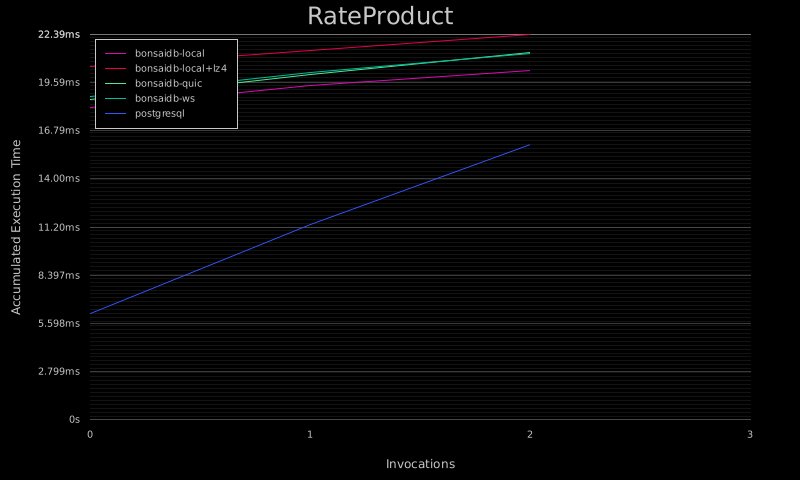 RateProduct
22.39ms
19.59ms
16.79ms
14.00ms
11.20ms
8.397ms
5.598ms
2.799ms
0s
Accumulated Execution Time
bonsaidb-local
bonsaidb-local+lz4
bonsaidb-quic
bonsaidb-ws
postgresql
0 1 2 3
Invocations